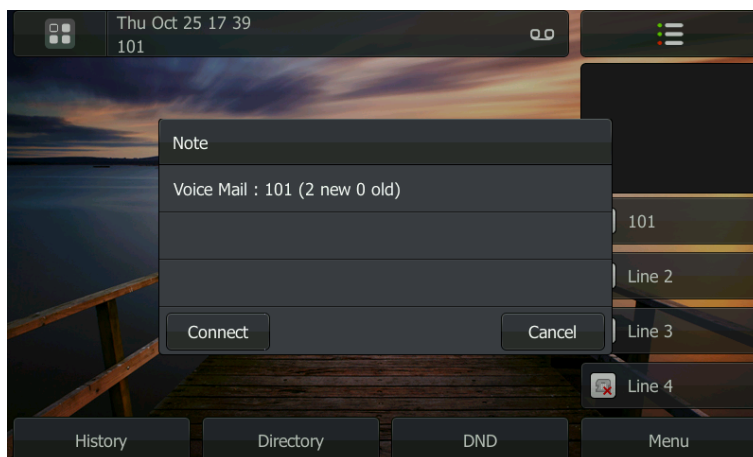 Thu Oct 25 17 39
101
Note
Voice Mail : 101 (2 new 0 old)
Connect
Cancel
101
Line 2
Line 3
Line 4
History
Directory
DND
Menu